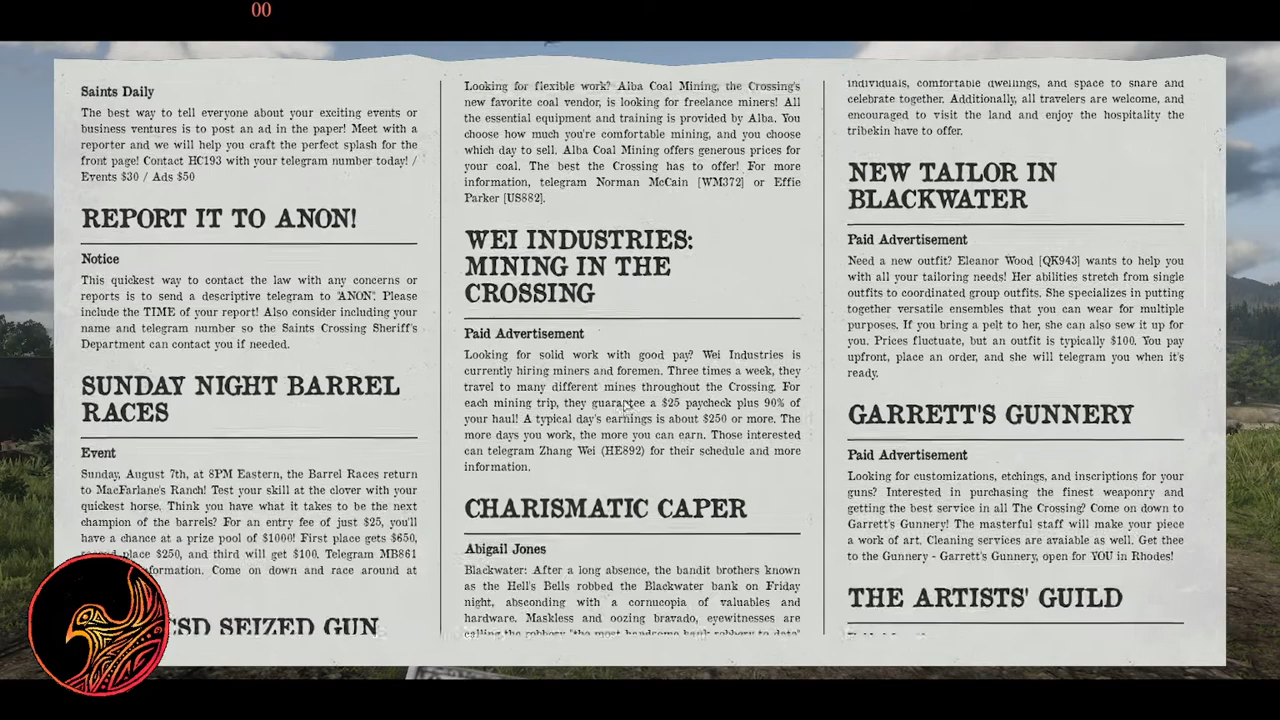 00
Saints Daily
The best way to tell everyone about your exciting events or
business ventures is to post an ad in the paper! Meet with a
reporter and we will help you craft the perfect splash for the
front page! Contact HC193 with your telegram number today! /
Events $30 / Ads $50
REPORT IT TO ANON!
Notice
This quickest way to contact the law with any concerns or
reports is to send a descriptive telegram to 'ANON'. Please
include the TIME of your report! Also consider including your
name and telegram number so the Saints Crossing Sheriff's
Department can contact you if needed.
SUNDAY NIGHT BARREL
RACES
Event
Sunday, August 7th, at 8PM Eastern, the Barrel Races return
to MacFarlane's Ranch! Test your skill at the clover with your
quickest horse. Think you have what it takes to be the next
champion of the barrels? For an entry fee of just $25, you'll
have a chance at a prize pool of $1000! First place gets $650,
place $250, and third will get $100. Telegram MB861
Come on down and race around at
SEIZED GUN
Looking for flexible work? Alba Coal Mining, the Crossing's
new favorite coal vendor, is looking for freelance miners! All
the essential equipment and training is provided by Alba. You
choose how much you're comfortable mining, and you choose
which day to sell. Alba Coal Mining offers generous prices for
your coal. The best the Crossing has to offer! For more
information, telegram Norman McCain [WM372] or Effie
Parker [US882].
WEI INDUSTRIES:
MINING IN THE
CROSSING
Paid Advertisement
Looking for solid work with good pay? Wei Industries is
currently hiring miners and foremen. Three times a week, they
travel to many different mines throughout the Crossing. For
each mining trip, they guarantee a $25 paycheck plus 90% of
your haul! A typical day's earnings is about $250 or more. The
more days you work, the more you can earn. Those interested
can telegram Zhang Wei (HE892) for their schedule and more
information.
CHARISMATIC CAPER
Abigail Jones
Blackwater: After a long absence, the bandit brothers known
as the Hell's Bells robbed the Blackwater bank on Friday
night, absconding with a cornucopia of valuables and
hardware. Maskless and oozing bravado, eyewitnesses are
calling the robbery "the most handsome bank robbery to date"
individuals, comfortable dwellings, and space to share and
celebrate together. Additionally, all travelers are welcome, and
encouraged to visit the land and enjoy the hospitality the
tribekin have to offer.
NEW TAILOR IN
BLACKWATER
Paid Advertisement
Need a new outfit? Eleanor Wood [QK943] wants to help you
with all your tailoring needs! Her abilities stretch from single
outfits to coordinated group outfits. She specializes in putting
together versatile ensembles that you can wear for multiple
purposes. If you bring a pelt to her, she can also sew it up for
you. Prices fluctuate, but an outfit is typically $100. You pay
upfront, place an order, and she will telegram you when it's
ready.
GARRETT'S GUNNERY
Paid Advertisement
Looking for customizations, etchings, and inscriptions for your
guns? Interested in purchasing the finest weaponry and
getting the best service in all The Crossing? Come on down to
Garrett's Gunnery! The masterful staff will make your piece
a work of art. Cleaning services are avaiable as well. Get thee
to the Gunnery - Garrett's Gunnery, open for YOU in Rhodes!
THE ARTISTS' GUILD